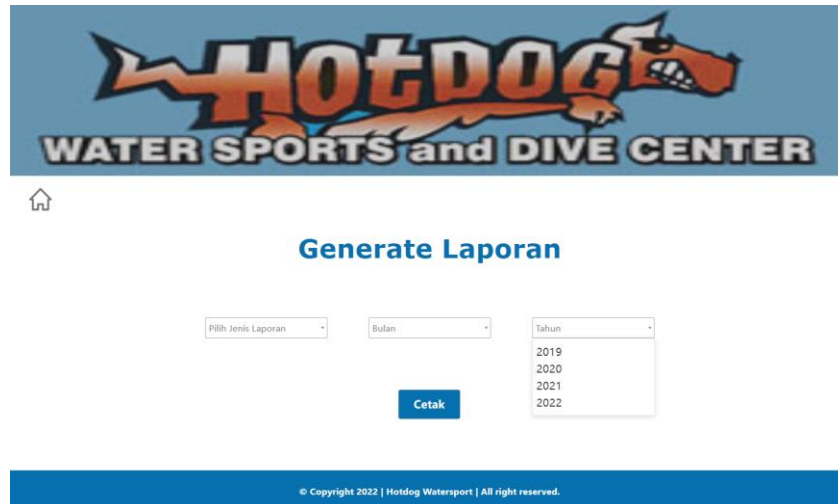 HOTDOG
WATER SPORTS and DIVE CENTER
Generate Laporan
Pilih Jenis Laporan
Bulan
Tahun
2019
2020
2021
2022
Cetak
© Copyright 2022 | Hotdog Watersport | All right reserved.